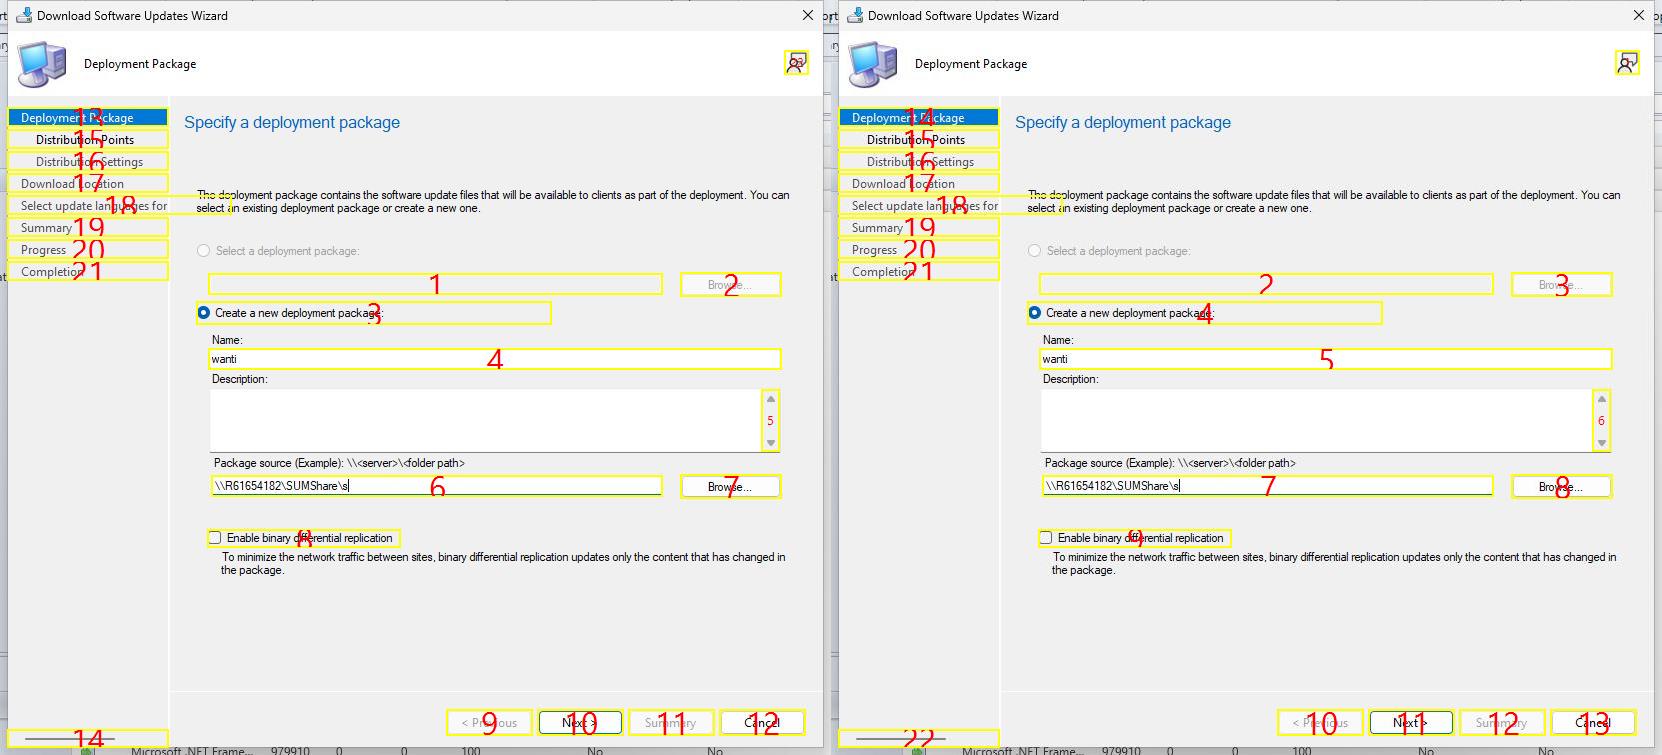 Download Software Updates Wizard
Deployment Package
Deployment Package
13
Distribution Points
15
Distribution Settings
16
Download Location
17
Select update languages for
18
Summary
19
Progress
20
Completion
21
14
Specify a deployment package
The deployment package contains the software update files that will be available to clients as part of the deployment. You can
select an existing deployment package or create a new one.
Select a deployment package:
1
Browse...
2
Create a new deployment package:
3
Name:
wanti
4
Description:
5
Package source (Example): \\<server>\<folder path>
\\R61654182\SUMShare\s
6
Browse...
7
Enable binary differential replication
8
To minimize the network traffic between sites, binary differential replication updates only the content that has changed in
the package.
< Previous
9
Next >
10
Summary
11
Cancel
12
Microsoft .NET Frame... 979910 0 0 100 No No
Download Software Updates Wizard
Deployment Package
Deployment Package
14
Distribution Points
15
Distribution Settings
16
Download Location
17
Select update languages for
18
Summary
19
Progress
20
Completion
21
22
Specify a deployment package
The deployment package contains the software update files that will be available to clients as part of the deployment. You can
select an existing deployment package or create a new one.
Select a deployment package:
2
Browse...
3
Create a new deployment package:
4
Name:
wanti
5
Description:
6
Package source (Example): \\<server>\<folder path>
\\R61654182\SUMShare\s
7
Browse...
8
Enable binary differential replication
9
To minimize the network traffic between sites, binary differential replication updates only the content that has changed in
the package.
< Previous
10
Next >
11
Summary
12
Cancel
13
Microsoft .NET Frame... 979910 0 0 100 No No